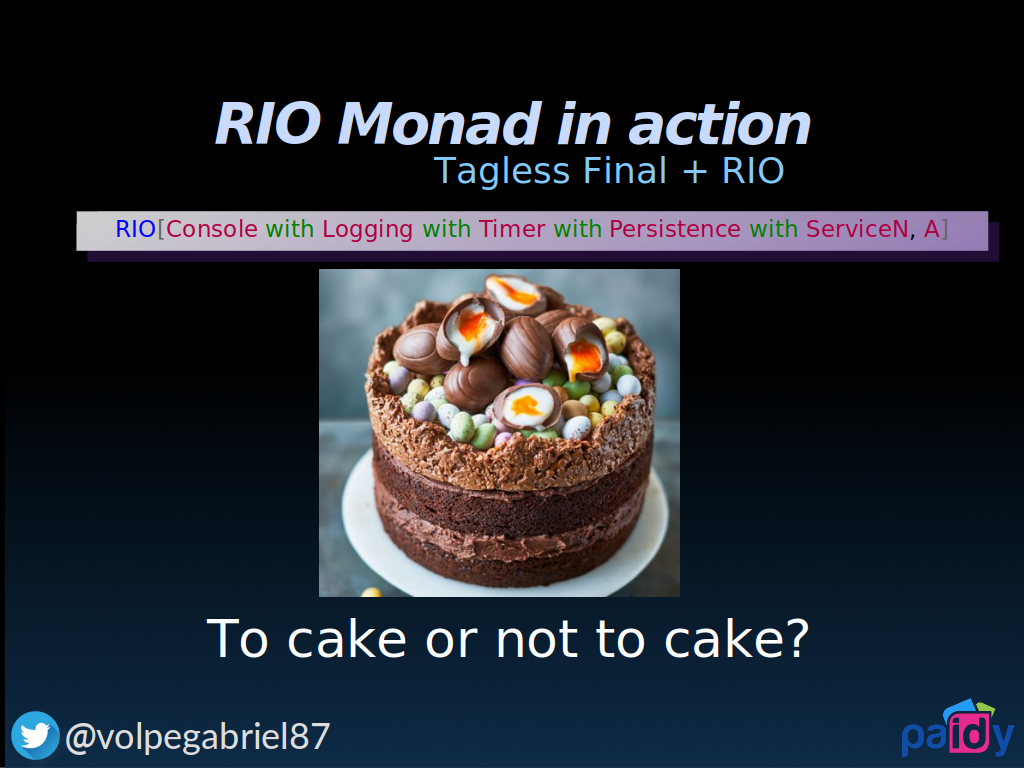 RIO Monad in action
Tagless Final + RIO
RIO[Console with Logging with Timer with Persistence with ServiceN, A]
To cake or not to cake?
@volpegabriel87
paidy